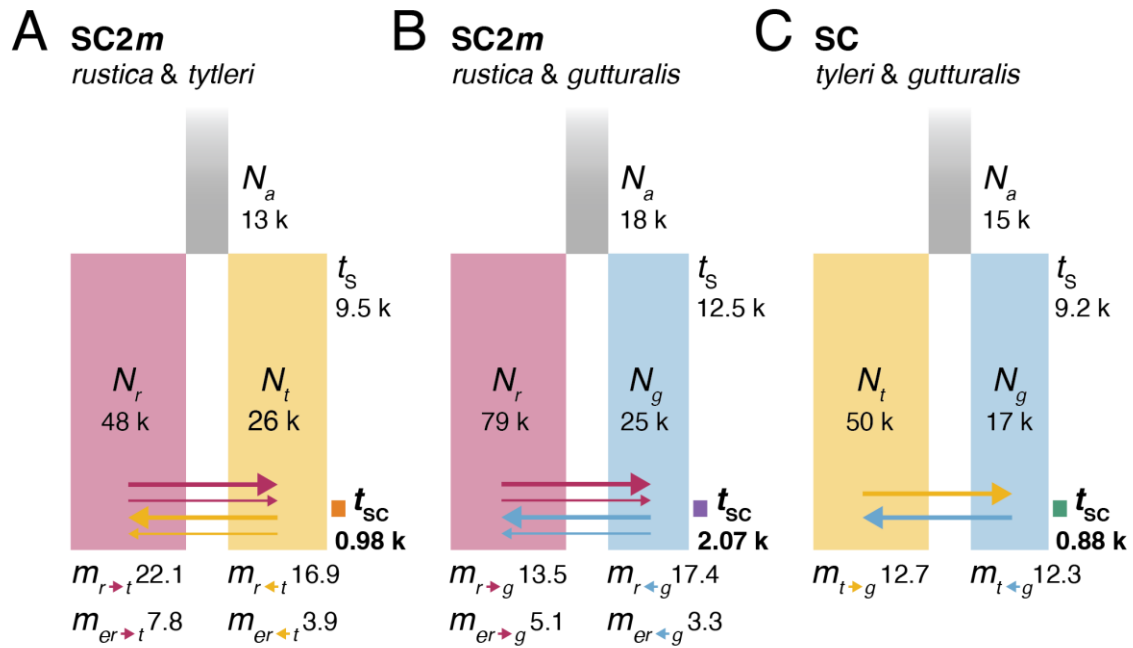 A SC2m
rustica & tytleri
N_a
13 k
t_S
9.5 k
N_r
48 k
N_t
26 k
t_SC
0.98 k
m_r→t 22.1
m_r←t 16.9
m_er→t 7.8
m_er←t 3.9
B SC2m
rustica & gutturalis
N_a
18 k
t_S
12.5 k
N_r
79 k
N_g
25 k
t_SC
2.07 k
m_r→g 13.5
m_r←g 17.4
m_er→g 5.1
m_er←g 3.3
C SC
tyleri & gutturalis
N_a
15 k
t_S
9.2 k
N_t
50 k
N_g
17 k
t_SC
0.88 k
m_t→g 12.7
m_t←g 12.3